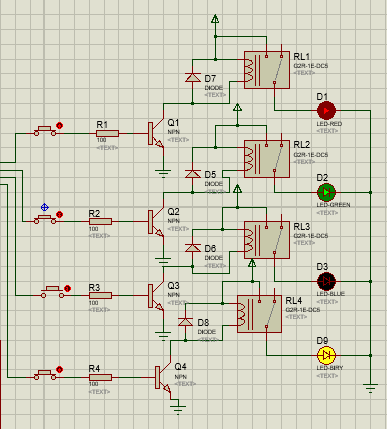 RL1
G2R-1E-DC5
<TEXT>
D7
DIODE
<TEXT>
D1
LED-RED
<TEXT>
Q1
NPN
<TEXT>
R1
100
<TEXT>
RL2
G2R-1E-DC5
<TEXT>
D5
DIODE
<TEXT>
D2
LED-GREEN
<TEXT>
Q2
NPN
<TEXT>
R2
100
<TEXT>
RL3
G2R-1E-DC5
<TEXT>
D6
DIODE
<TEXT>
D3
LED-BLUE
<TEXT>
Q3
NPN
<TEXT>
R3
100
<TEXT>
RL4
G2R-1E-DC5
<TEXT>
D8
DIODE
<TEXT>
D9
LED-BIRY
<TEXT>
Q4
NPN
<TEXT>
R4
100
<TEXT>